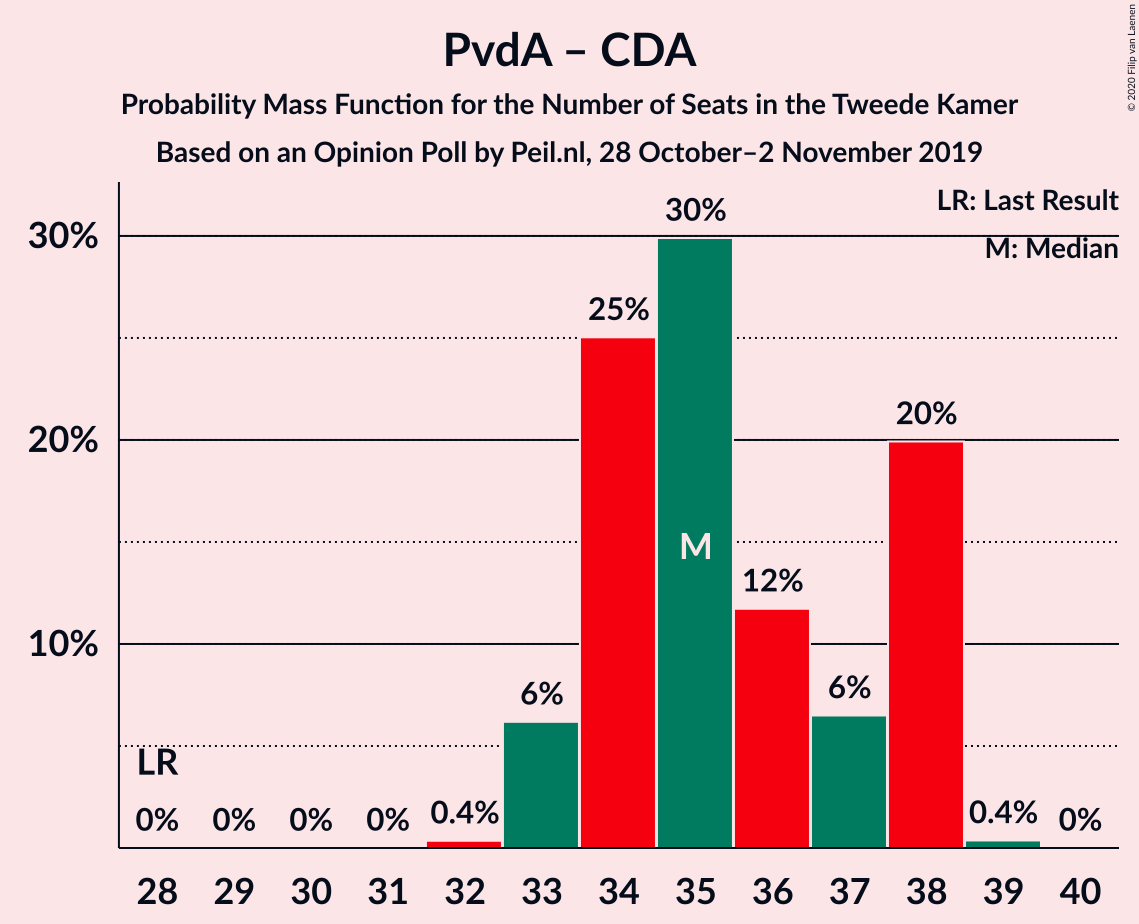 PvdA – CDA
Probability Mass Function for the Number of Seats in the Tweede Kamer
Based on an Opinion Poll by Peil.nl, 28 October–2 November 2019
© 2020 Filip van Laenen
LR: Last Result
M: Median
30%
20%
10%
LR
0%
0%
0%
0%
0.4%
6%
25%
30%
M
12%
6%
20%
0.4%
0%
28 29 30 31 32 33 34 35 36 37 38 39 40